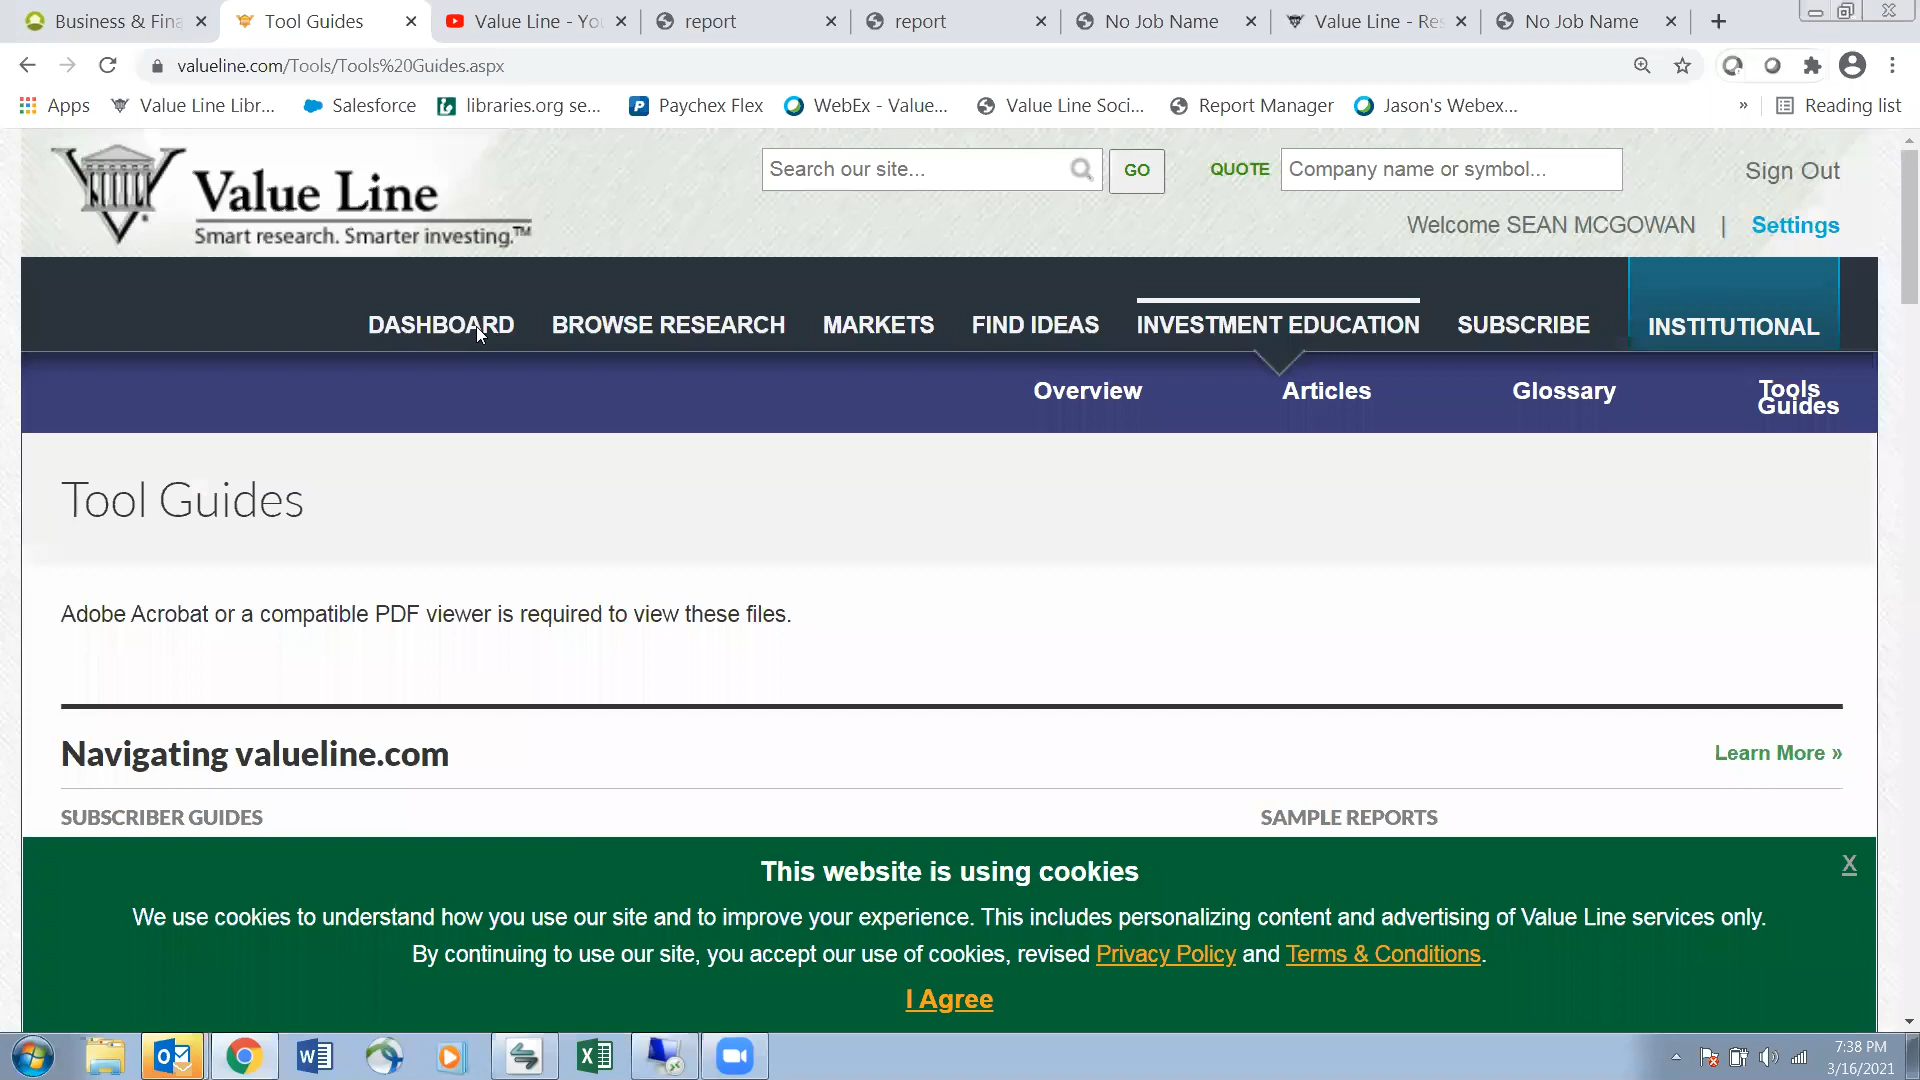 Business & Fina
Tool Guides
Value Line - Yo
report
report
No Job Name
Value Line - Res
No Job Name
valueline.com/Tools/Tools%20Guides.aspx
Apps
Value Line Libr...
Salesforce
libraries.org se...
Paychex Flex
WebEx - Value...
Value Line Soci...
Report Manager
Jason's Webex...
»
Reading list
Value Line
Smart research. Smarter investing.™
Search our site...
GO
QUOTE
Company name or symbol...
Sign Out
Welcome SEAN MCGOWAN | Settings
DASHBOARD
BROWSE RESEARCH
MARKETS
FIND IDEAS
INVESTMENT EDUCATION
SUBSCRIBE
INSTITUTIONAL
Overview
Articles
Glossary
Tools
Guides
Tool Guides
Adobe Acrobat or a compatible PDF viewer is required to view these files.
Navigating valueline.com
Learn More »
SUBSCRIBER GUIDES
SAMPLE REPORTS
This website is using cookies
X
We use cookies to understand how you use our site and to improve your experience. This includes personalizing content and advertising of Value Line services only.
By continuing to use our site, you accept our use of cookies, revised Privacy Policy and Terms & Conditions.
I Agree
7:38 PM
3/16/2021